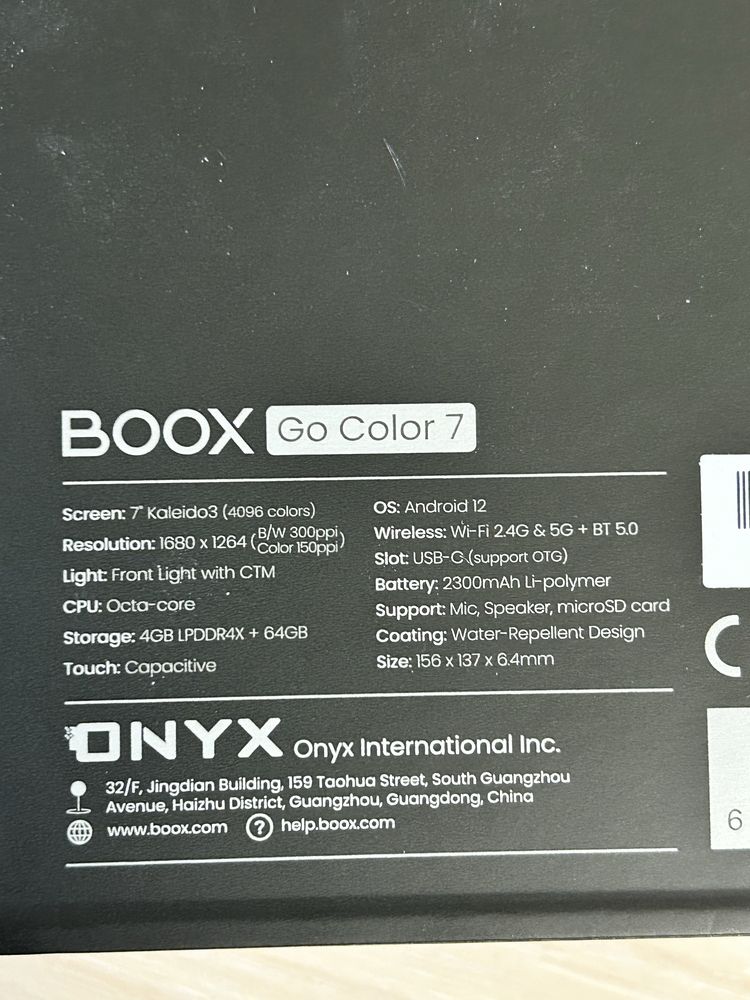 BOOX Go Color 7
Screen: 7" Kaleido3 (4096 colors)
Resolution: 1680 x 1264 (B/W 300ppi
Color 150ppi)
Light: Front Light with CTM
CPU: Octa-core
Storage: 4GB LPDDR4X + 64GB
Touch: Capacitive
OS: Android 12
Wireless: Wi-Fi 2.4G & 5G + BT 5.0
Slot: USB-C (support OTG)
Battery: 2300mAh Li-polymer
Support: Mic, Speaker, microSD card
Coating: Water-Repellent Design
Size: 156 x 137 x 6.4mm
ONYX Onyx International Inc.
32/F, Jingdian Building, 159 Taohua Street, South Guangzhou
Avenue, Haizhu District, Guangzhou, Guangdong, China
www.boox.com ? help.boox.com
6